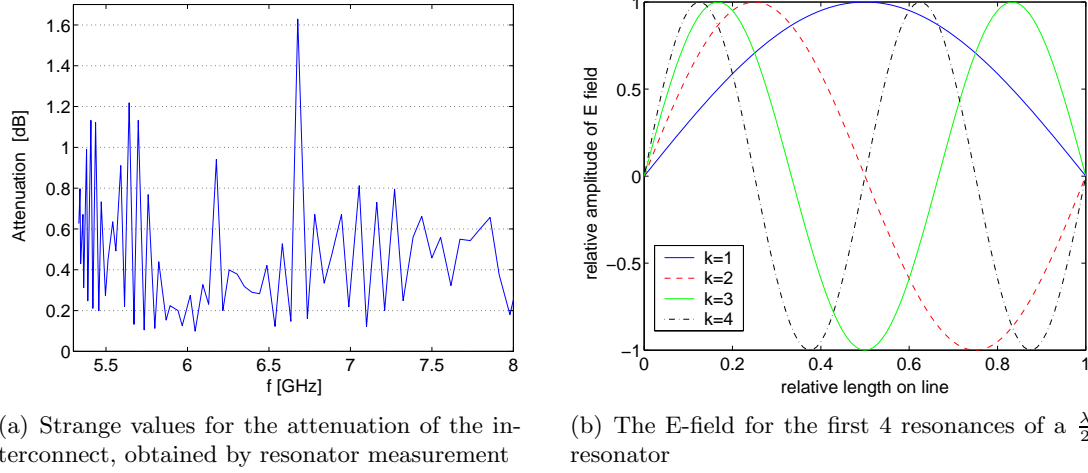 1.6
1.4
1.2
1
0.8
0.6
0.4
0.2
0
Attenuation [dB]
5.5 6 6.5 7 7.5 8
f [GHz]
1
0.5
0
−0.5
−1
relative amplitude of E field
k=1
k=2
k=3
k=4
0 0.2 0.4 0.6 0.8 1
relative length on line
a) Strange values for the attenuation of the in-
terconnect, obtained by resonator measurement
(b) The E-field for the first 4 resonances of a λ/2
resonator